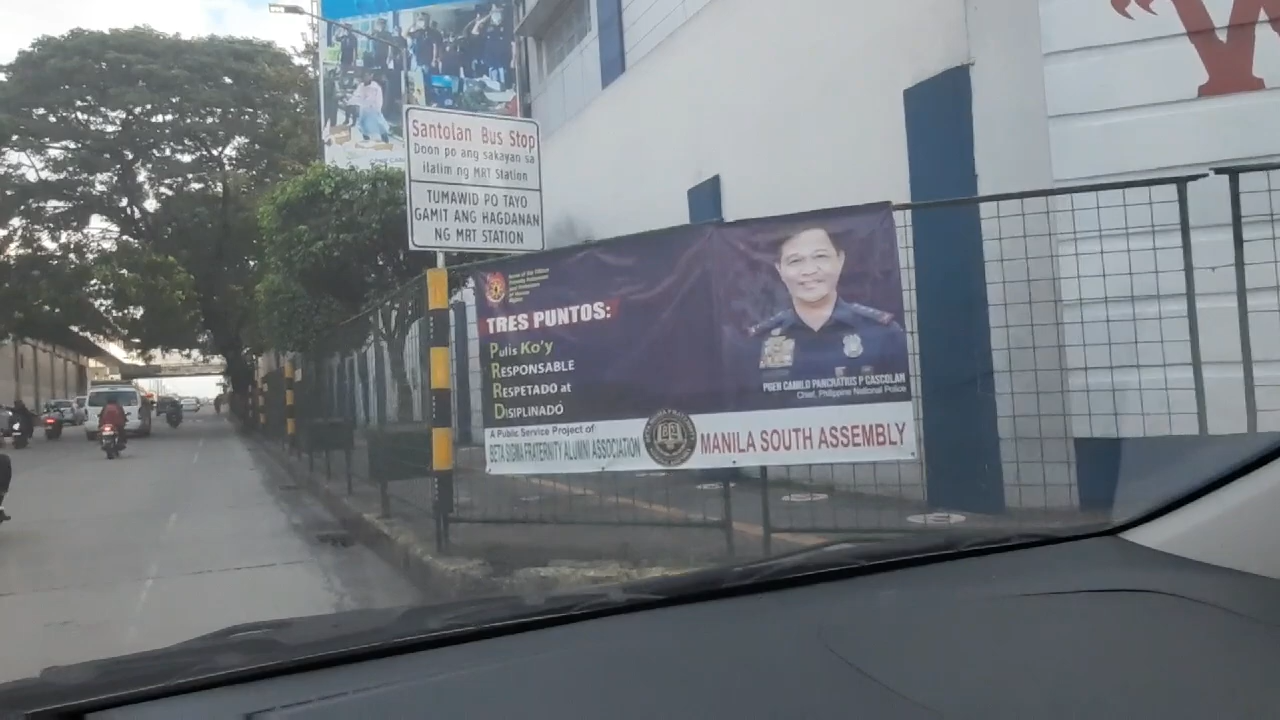 Santolan Bus Stop
Doon po ang sakayan sa
ilalim ng MRT Station
TUMAWID PO TAYO
GAMIT ANG HAGDANAN
NG MRT STATION
TRES PUNTOS:
Pulis Ko'y
RESPONSABLE
RESPETADO at
DISIPLINADO
PGEN CAMILO PANCRATIUS P CASCOLAN
Chief, Philippine National Police
A Public Service Project of
BETA SIGMA FRATERNITY ALUMNI ASSOCIATION
MANILA SOUTH ASSEMBLY
W